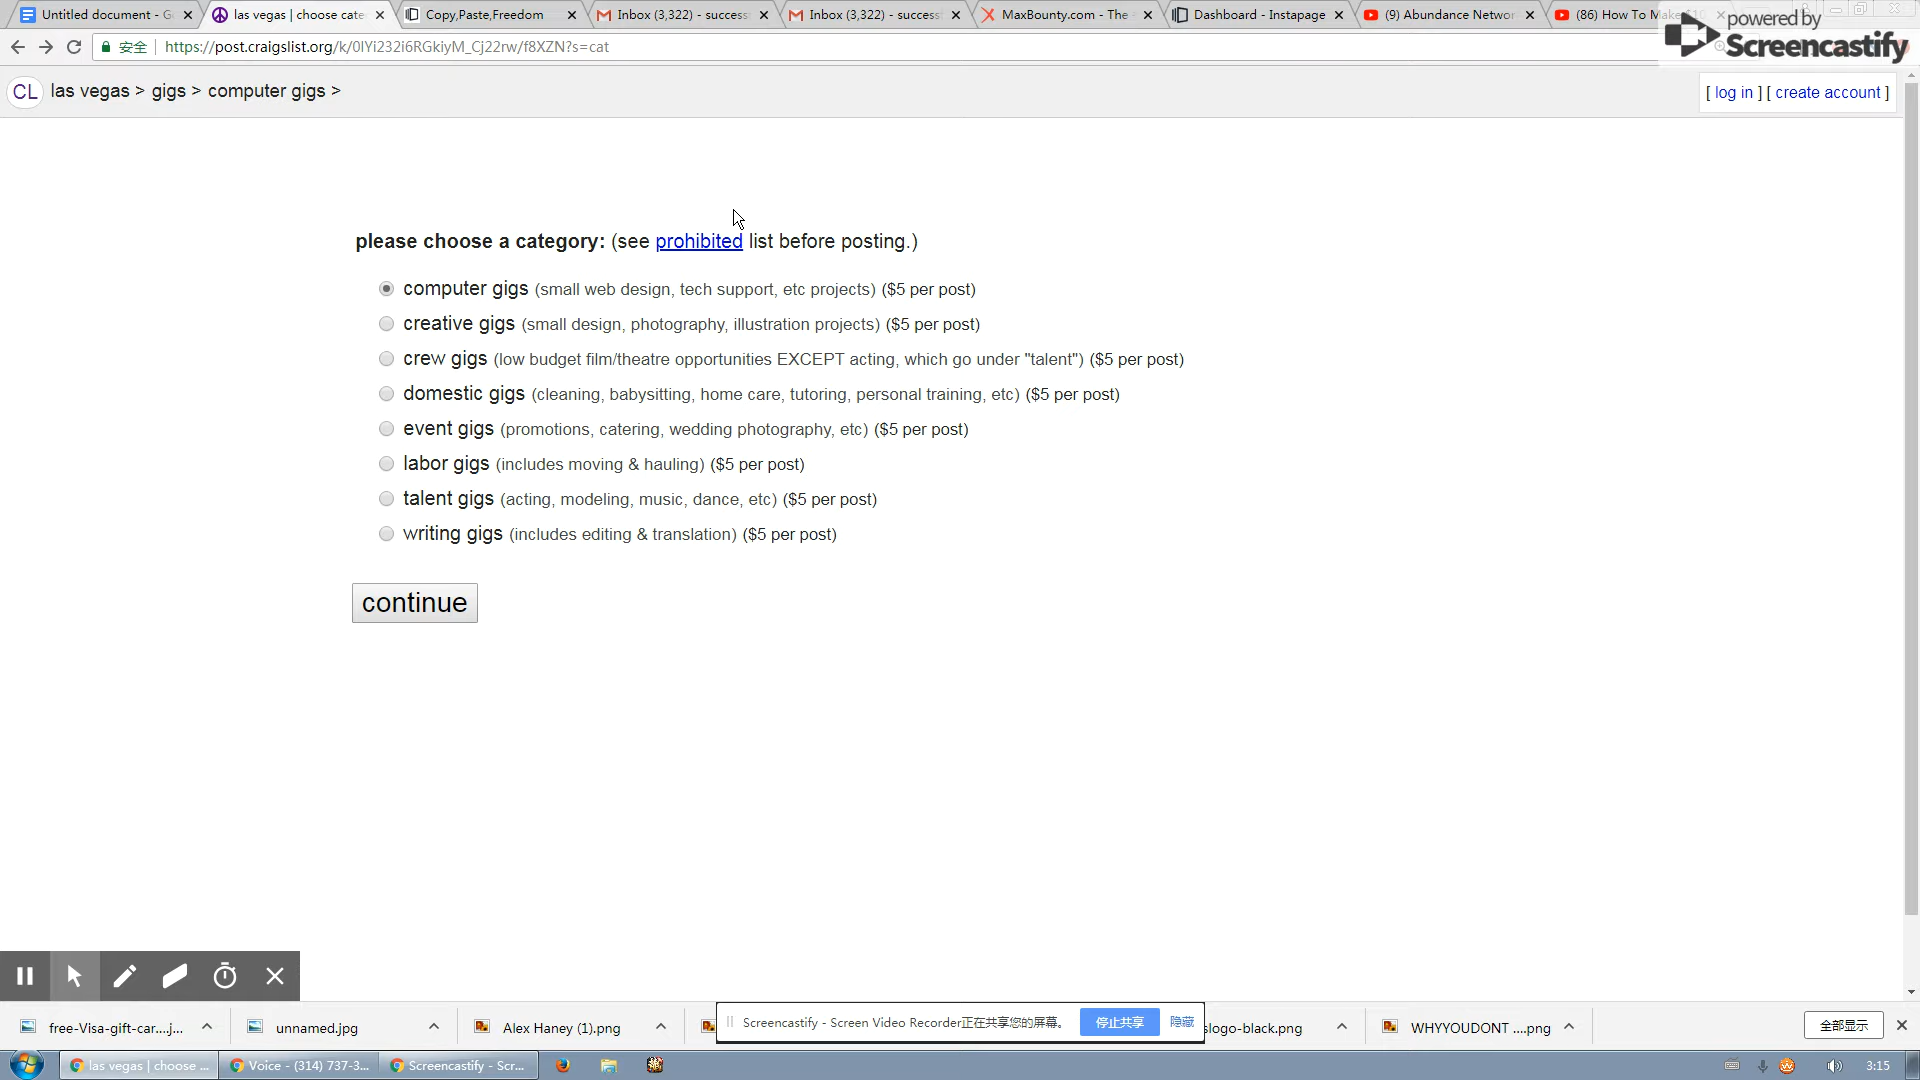 Untitled document - G
las vegas | choose cate
Copy,Paste,Freedom
Inbox (3,322) - success
Inbox (3,322) - success
MaxBounty.com - The
Dashboard - Instapage
(9) Abundance Networ
(86) How To Make
powered by
Screencastify
安全
https://post.craigslist.org/k/0lYi232i6RGkiyM_Cj22rw/f8XZN?s=cat
CL las vegas > gigs > computer gigs >
[ log in ] [ create account ]
please choose a category: (see prohibited list before posting.)
computer gigs (small web design, tech support, etc projects) ($5 per post)
creative gigs (small design, photography, illustration projects) ($5 per post)
crew gigs (low budget film/theatre opportunities EXCEPT acting, which go under "talent") ($5 per post)
domestic gigs (cleaning, babysitting, home care, tutoring, personal training, etc) ($5 per post)
event gigs (promotions, catering, wedding photography, etc) ($5 per post)
labor gigs (includes moving & hauling) ($5 per post)
talent gigs (acting, modeling, music, dance, etc) ($5 per post)
writing gigs (includes editing & translation) ($5 per post)
continue
free-Visa-gift-car....j...
unnamed.jpg
Alex Haney (1).png
Screencastify - Screen Video Recorder正在共享您的屏幕。
停止共享
隐藏
slogo-black.png
WHYYOUDONT ....png
全部显示
las vegas | choose ...
Voice - (314) 737-3...
Screencastify - Scr...
3:15